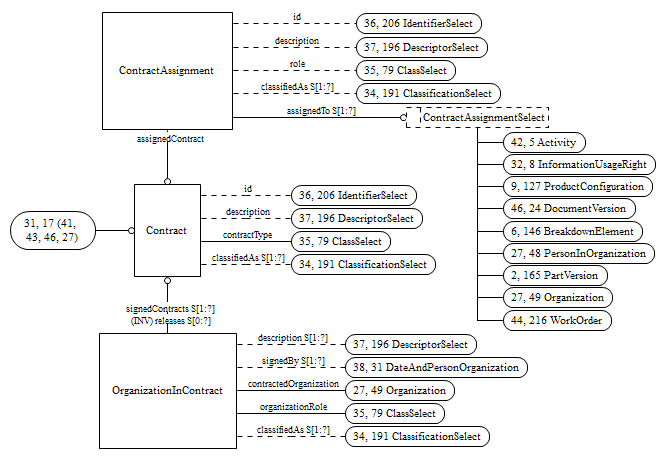 id
36, 206 IdentifierSelect
description
37, 196 DescriptorSelect
ContractAssignment
role
35, 79 ClassSelect
classifiedAs S[1:?]
34, 191 ClassificationSelect
assignedTo S[1:?]
ContractAssignmentSelect
assignedContract
42, 5 Activity
32, 8 InformationUsageRight
9, 127 ProductConfiguration
46, 24 DocumentVersion
6, 146 BreakdownElement
27, 48 PersonInOrganization
2, 165 PartVersion
27, 49 Organization
44, 216 WorkOrder
id
36, 206 IdentifierSelect
description
37, 196 DescriptorSelect
31, 17 (41,
43, 46, 27)
Contract
contractType
35, 79 ClassSelect
classifiedAs S[1:?]
34, 191 ClassificationSelect
signedContracts S[1:?]
(INV) releases S[0:?]
description S[1:?]
37, 196 DescriptorSelect
signedBy S[1:?]
38, 31 DateAndPersonOrganization
OrganizationInContract
contractedOrganization
27, 49 Organization
organizationRole
35, 79 ClassSelect
classifiedAs S[1:?]
34, 191 ClassificationSelect